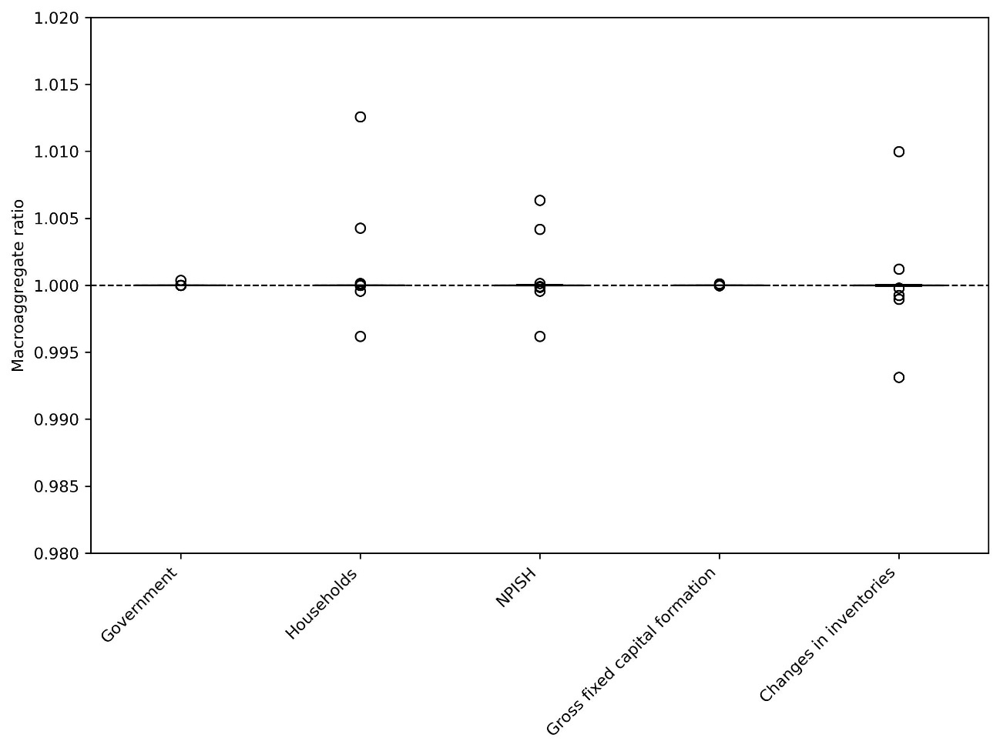 1.020
1.015
1.010
1.005
1.000
0.995
0.990
0.985
0.980
Macroaggregate ratio
Government
Households
NPISH
Gross fixed capital formation
Changes in inventories